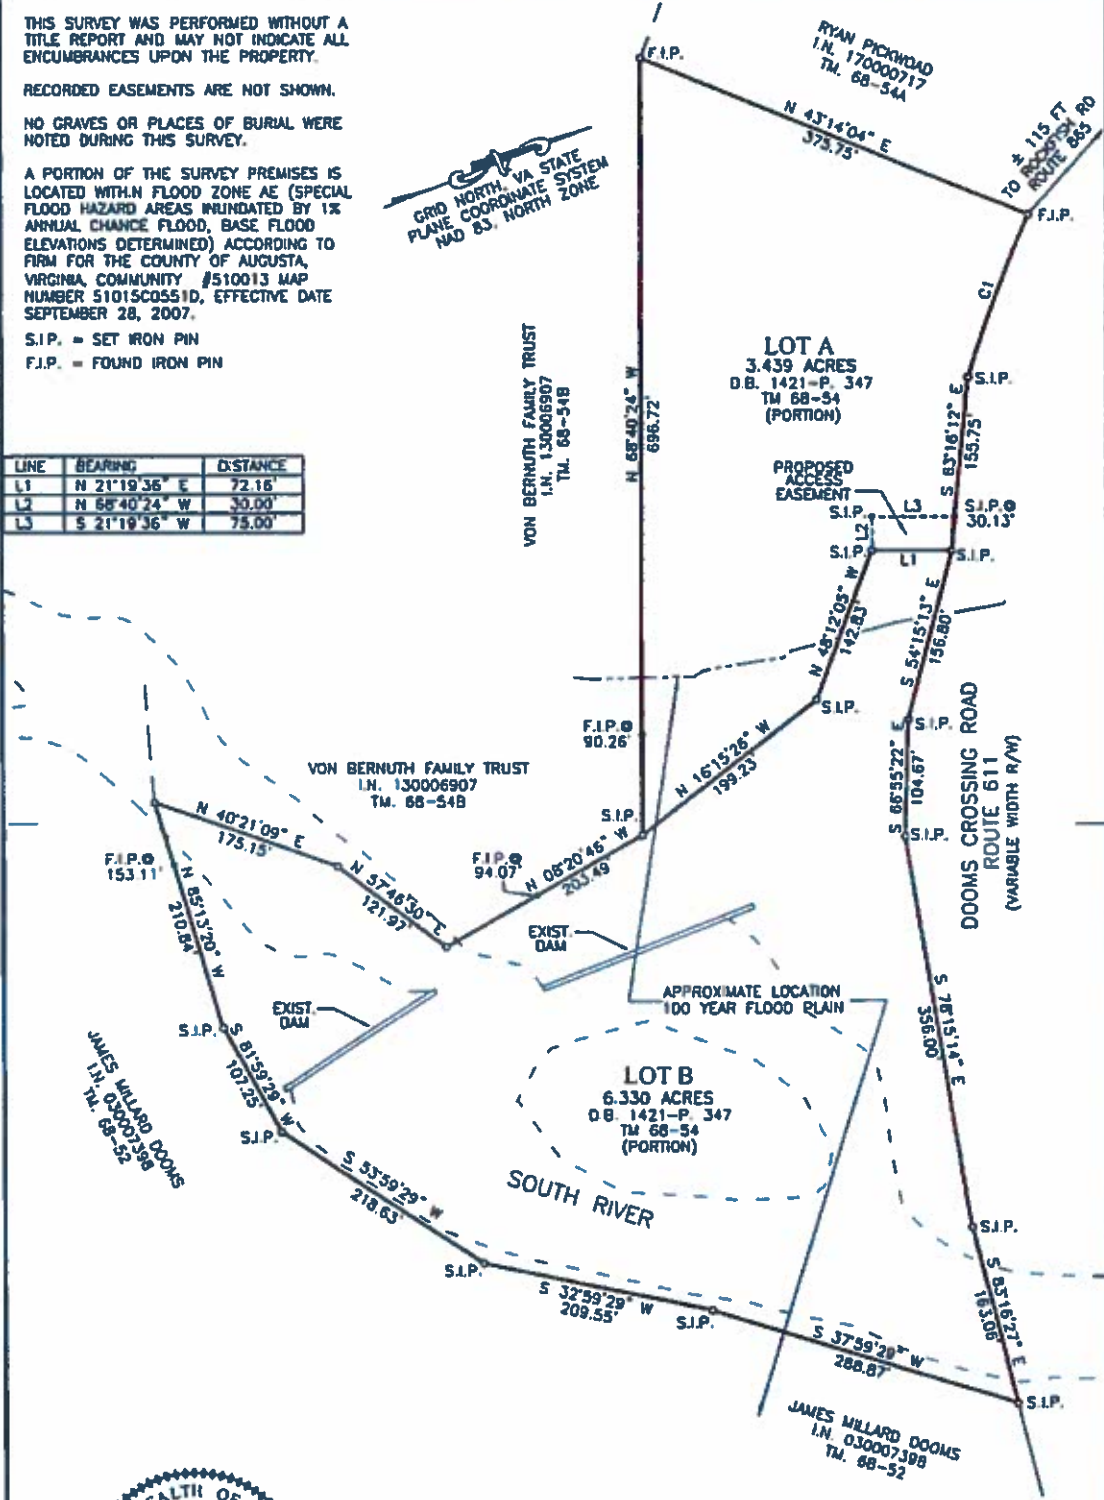 THIS SURVEY WAS PERFORMED WITHOUT A
TITLE REPORT AND MAY NOT INDICATE ALL
ENCUMBRANCES UPON THE PROPERTY.
RECORDED EASEMENTS ARE NOT SHOWN.
NO GRAVES OR PLACES OF BURIAL WERE
NOTED DURING THIS SURVEY.
A PORTION OF THE SURVEY PREMISES IS
LOCATED WITHIN FLOOD ZONE AE (SPECIAL
FLOOD HAZARD AREAS INUNDATED BY 1%
ANNUAL CHANCE FLOOD, BASE FLOOD
ELEVATIONS DETERMINED) ACCORDING TO
FIRM FOR THE COUNTY OF AUGUSTA,
VIRGINIA, COMMUNITY #510013 MAP
NUMBER 51015C0551D, EFFECTIVE DATE
SEPTEMBER 28, 2007.
S.I.P. = SET IRON PIN
F.I.P. = FOUND IRON PIN
LINE BEARING DISTANCE
L1 N 21°19'36" E 72.16'
L2 N 68°40'24" W 30.00'
L3 S 21°19'36" W 75.00'
GRID NORTH, VA STATE
PLANE COORDINATE SYSTEM
NAD 83, NORTH ZONE
F.I.P.
RYAN PICKWOAD
I.N. 170000717
TM. 68-54A
N 43°14'04" E
373.75'
± 115 FT
TO ROCKFISH RD
ROUTE 865
F.I.P.
C1
VON BERNUTH FAMILY TRUST
I.N. 130006907
TM. 68-54B
N 68°40'24" W
696.72'
LOT A
3.439 ACRES
D.B. 1421-P. 347
TM 68-54
(PORTION)
S.I.P.
S 83°16'12" E
155.75'
PROPOSED
ACCESS
EASEMENT
S.I.P.
L3
S.I.P.@
30.13'
L2
S.I.P.
L1
S.I.P.
N 48°12'05" W
142.83'
S 54°15'13" E
156.80'
S.I.P.
S.I.P.
F.I.P.@
90.26'
N 16°15'26" W
199.23'
S 66°55'22" E
104.67'
DOOMS CROSSING ROAD
ROUTE 611
(VARIABLE WIDTH R/W)
VON BERNUTH FAMILY TRUST
I.N. 130006907
TM. 68-54B
S.I.P.
S.I.P.
N 40°21'09" E
175.15'
F.I.P.@
153.11'
F.I.P.@
94.07'
N 08°20'46" W
203.49'
N 57°46'30" E
121.97'
N 85°13'20" W
210.84'
EXIST.
DAM
APPROXIMATE LOCATION
100 YEAR FLOOD PLAIN
S 78°15'14" E
356.00'
EXIST.
DAM
S.I.P.
S 81°59'29" W
107.25'
JAMES MILLARD DOOMS
I.N. 030007398
TM. 68-52
LOT B
6.330 ACRES
D.B. 1421-P. 347
TM 68-54
(PORTION)
S.I.P.
S 53°59'29" W
218.63'
SOUTH RIVER
S.I.P.
S.I.P.
S 32°59'29" W
209.55'
S.I.P.
S 83°16'27" E
163.06'
S 37°59'29" W
288.87'
S.I.P.
JAMES MILLARD DOOMS
I.N. 030007398
TM. 68-52
EALTH OF